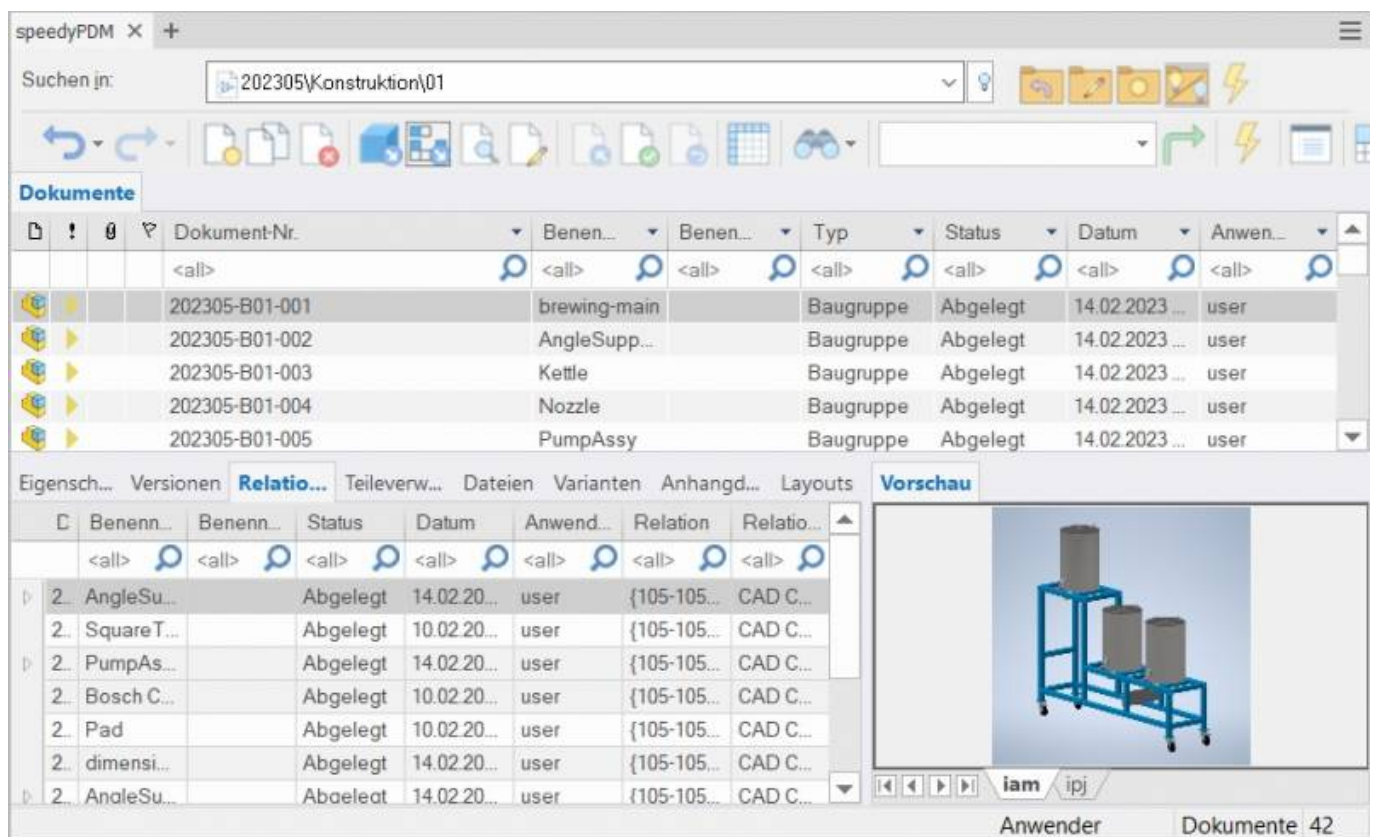 speedyPDM
Suchen in: 202305\Konstruktion\01
Dokumente
Dokument-Nr. Benen... Benen... Typ Status Datum Anwen...
<all> <all> <all> <all> <all> <all> <all>
202305-B01-001 brewing-main Baugruppe Abgelegt 14.02.2023 ... user
202305-B01-002 AngleSupp... Baugruppe Abgelegt 14.02.2023 ... user
202305-B01-003 Kettle Baugruppe Abgelegt 14.02.2023 ... user
202305-B01-004 Nozzle Baugruppe Abgelegt 14.02.2023 ... user
202305-B01-005 PumpAssy Baugruppe Abgelegt 14.02.2023 ... user
Eigensch... Versionen Relatio... Teileverw... Dateien Varianten Anhangd... Layouts Vorschau
Benenn... Benenn... Status Datum Anwend... Relation Relatio...
<all> <all> <all> <all> <all> <all> <all>
2... AngleSu... Abgelegt 14.02.20... user {105-105... CAD C...
2... SquareT... Abgelegt 10.02.20... user {105-105... CAD C...
2... PumpAs... Abgelegt 14.02.20... user {105-105... CAD C...
2... Bosch C... Abgelegt 10.02.20... user {105-105... CAD C...
2... Pad Abgelegt 10.02.20... user {105-105... CAD C...
2... dimensi... Abgelegt 14.02.20... user {105-105... CAD C...
2... AngleSu... Abgelegt 14.02.20... user {105-105... CAD C...
iam ipj
Anwender Dokumente 42